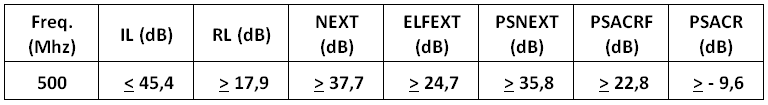 Freq. (Mhz) IL (dB) RL (dB) NEXT (dB) ELFEXT (dB) PSNEXT (dB) PSACRF (dB) PSACR (dB)
500 ≤ 45,4 ≥ 17,9 ≥ 37,7 ≥ 24,7 ≥ 35,8 ≥ 22,8 ≥ - 9,6